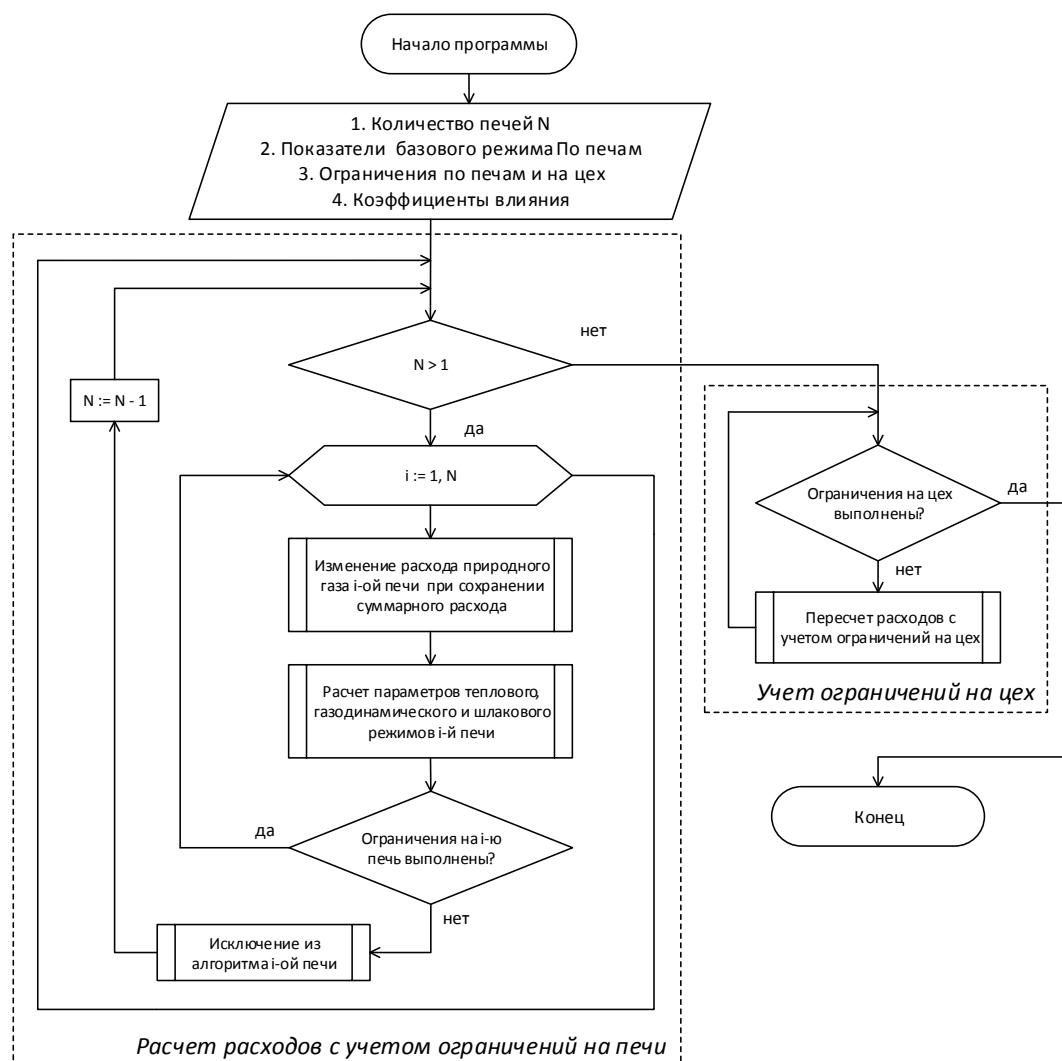 Начало программы
1. Количество печей N
2. Показатели базового режима По печам
3. Ограничения по печам и на цех
4. Коэффициенты влияния
нет
N > 1
N := N - 1
да
i := 1, N
Ограничения на цех
выполнены?
да
нет
Изменение расхода природного
газа i-ой печи при сохранении
суммарного расхода
Пересчет расходов с
учетом ограничений на цех
Учет ограничений на цех
Расчет параметров теплового,
газодинамического и шлакового
режимов i-й печи
Конец
да
Ограничения на i-ю
печь выполнены?
нет
Исключение из
алгоритма i-ой печи
Расчет расходов с учетом ограничений на печи